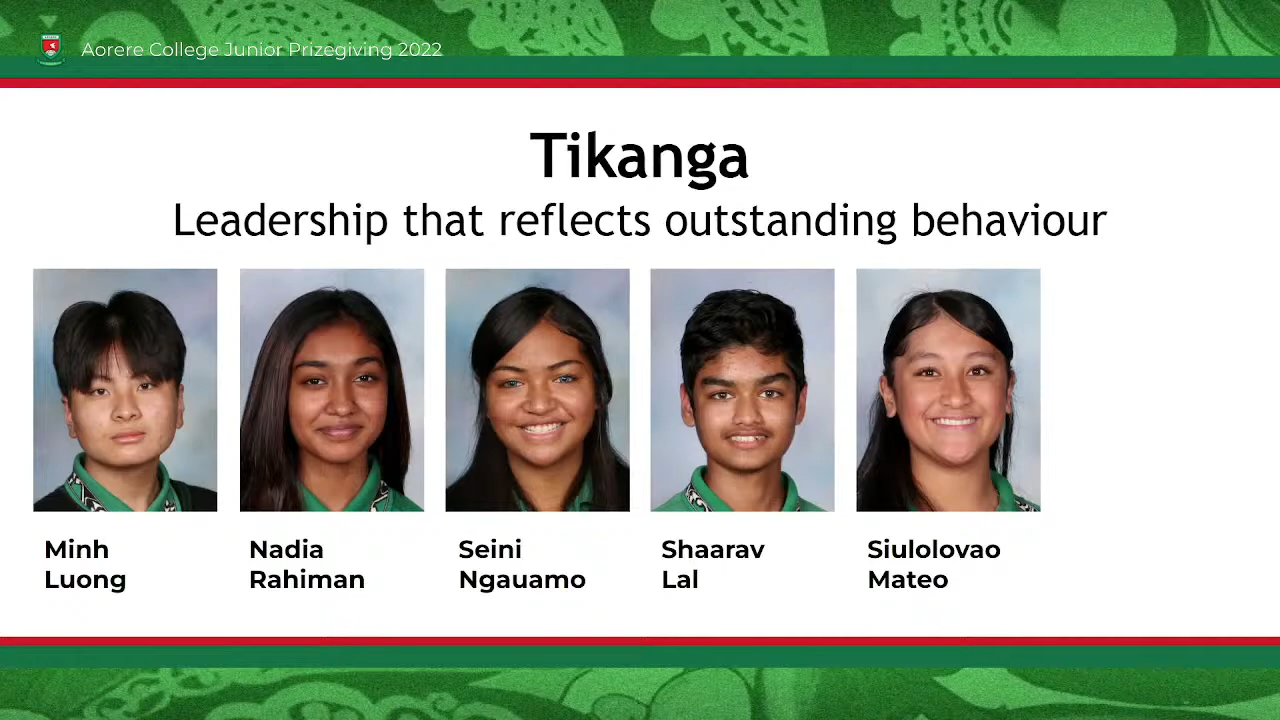 Aorere College Junior Prizegiving 2022
Tikanga
Leadership that reflects outstanding behaviour
Minh
Luong
Nadia
Rahiman
Seini
Ngauamo
Shaarav
Lal
Siulolovao
Mateo